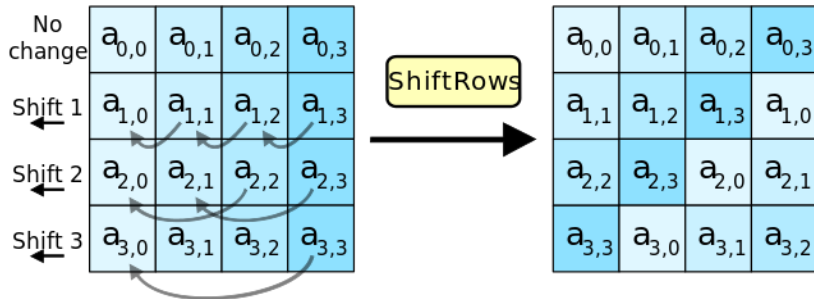 No
change
a0,0 a0,1 a0,2 a0,3
ShiftRows
a0,0 a0,1 a0,2 a0,3
Shift 1
a1,0 a1,1 a1,2 a1,3
a1,1 a1,2 a1,3 a1,0
Shift 2
a2,0 a2,1 a2,2 a2,3
a2,2 a2,3 a2,0 a2,1
Shift 3
a3,0 a3,1 a3,2 a3,3
a3,3 a3,0 a3,1 a3,2